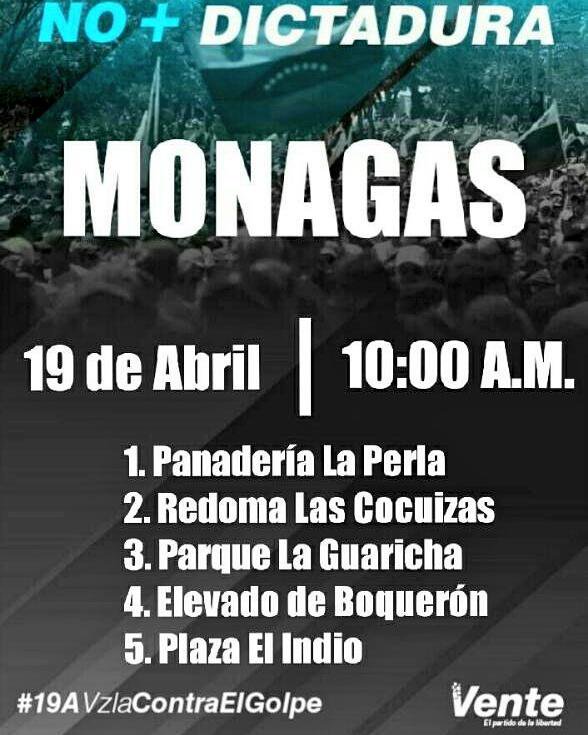 NO + DICTADURA
MONAGAS
19 de Abril | 10:00 A.M.
1. Panadería La Perla
2. Redoma Las Cocuizas
3. Parque La Guaricha
4. Elevado de Boquerón
5. Plaza El Indio
#19AVzlaContraElGolpe
Vente
El partido de la libertad